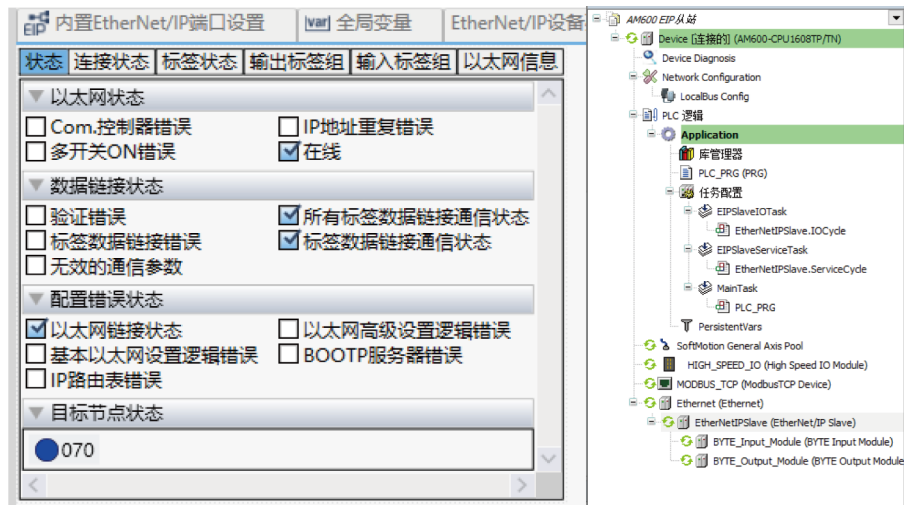 内置EtherNet/IP端口设置
var 全局变量
EtherNet/IP设备
EIP
状态 连接状态 标签状态 输出标签组 输入标签组 以太网信息
以太网状态
Com.控制器错误
IP地址重复错误
多开关ON错误
在线
数据链接状态
验证错误
所有标签数据链接通信状态
标签数据链接错误
标签数据链接通信状态
无效的通信参数
配置错误状态
以太网链接状态
以太网高级设置逻辑错误
基本以太网设置逻辑错误
BOOTP服务器错误
IP路由表错误
目标节点状态
070
AM600 EIP从站
Device [连接的] (AM600-CPU1608TP/TN)
Device Diagnosis
Network Configuration
LocalBus Config
PLC 逻辑
Application
库管理器
PLC_PRG (PRG)
任务配置
EIPSlaveIOTask
EtherNetIPSlave.IOCycle
EIPSlaveServiceTask
EtherNetIPSlave.ServiceCycle
MainTask
PLC_PRG
PersistentVars
SoftMotion General Axis Pool
HIGH_SPEED_IO (High Speed IO Module)
MODBUS_TCP (ModbusTCP Device)
Ethernet (Ethernet)
EtherNetIPSlave (EtherNet/IP Slave)
BYTE_Input_Module (BYTE Input Module)
BYTE_Output_Module (BYTE Output Module